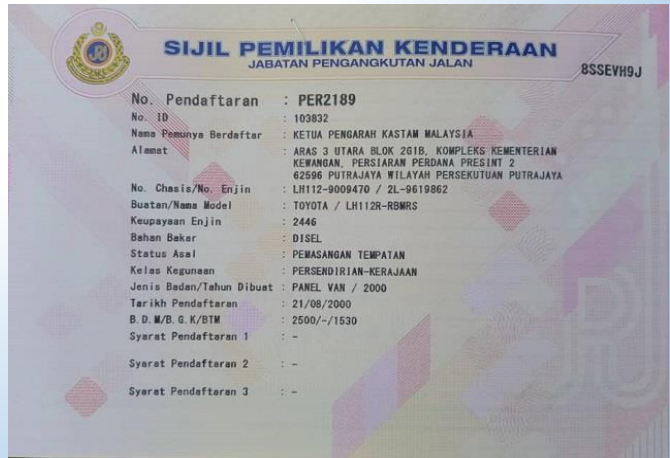 SIJIL PEMILIKAN KENDERAAN
JABATAN PENGANGKUTAN JALAN
8SSEVH9J
No. Pendaftaran : PER2189
No. ID : 103832
Nama Pemunya Berdaftar : KETUA PENGARAH KASTAM MALAYSIA
Alamat : ARAS 3 UTARA BLOK 2G1B, KOMPLEKS KEMENTERIAN
KEWANGAN, PERSIARAN PERDANA PRESINT 2
62596 PUTRAJAYA WILAYAH PERSEKUTUAN PUTRAJAYA
No. Chasis/No. Enjin : LH112-9009470 / 2L-9619862
Buatan/Nama Model : TOYOTA / LH112R-RBMRS
Keupayaan Enjin : 2446
Bahan Bakar : DISEL
Status Asal : PEMASANGAN TEMPATAN
Kelas Kegunaan : PERSENDIRIAN-KERAJAAN
Jenis Badan/Tahun Dibuat : PANEL VAN / 2000
Tarikh Pendaftaran : 21/08/2000
B.D.M/B.G.K/BTM : 2500/-/1530
Syarat Pendaftaran 1 : -
Syarat Pendaftaran 2 : -
Syarat Pendaftaran 3 : -